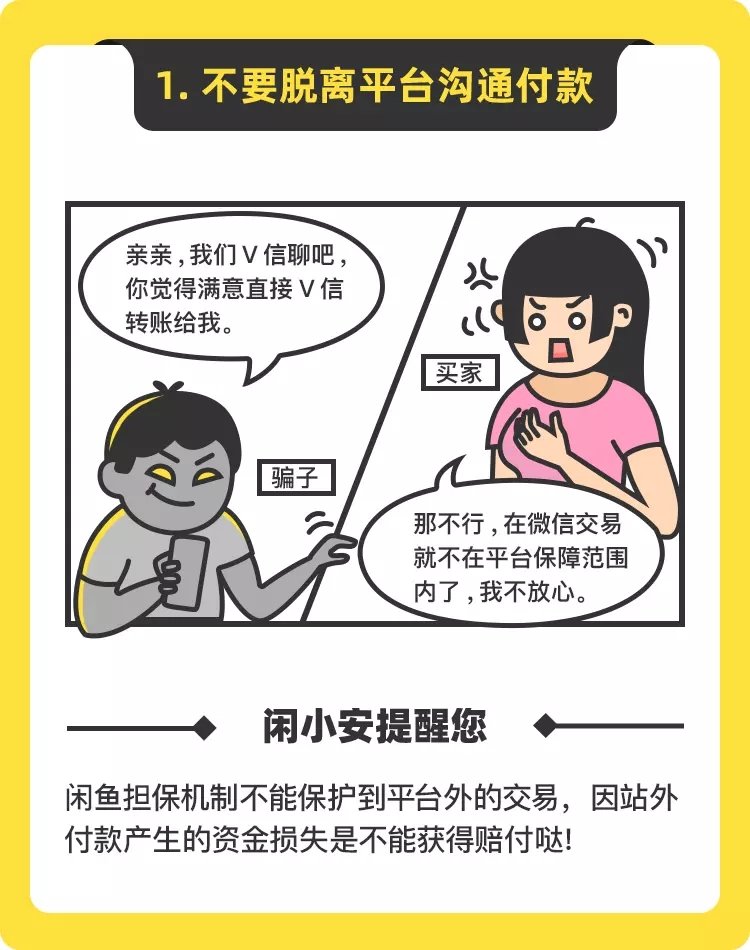 1. 不要脱离平台沟通付款
亲亲,我们V信聊吧,
你觉得满意直接V信
转账给我。
买家
骗子
那不行,在微信交易
就不在平台保障范围
内了,我不放心。
闲小安提醒您
闲鱼担保机制不能保护到平台外的交易，因站外
付款产生的资金损失是不能获得赔付哒!